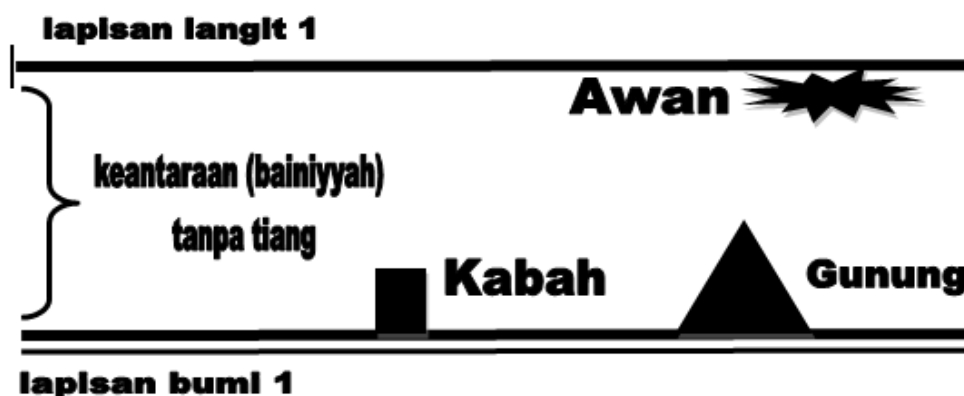 lapisan langit 1
Awan
keantaraan (bainiyyah)
tanpa tiang
Kabah
Gunung
lapisan bumi 1